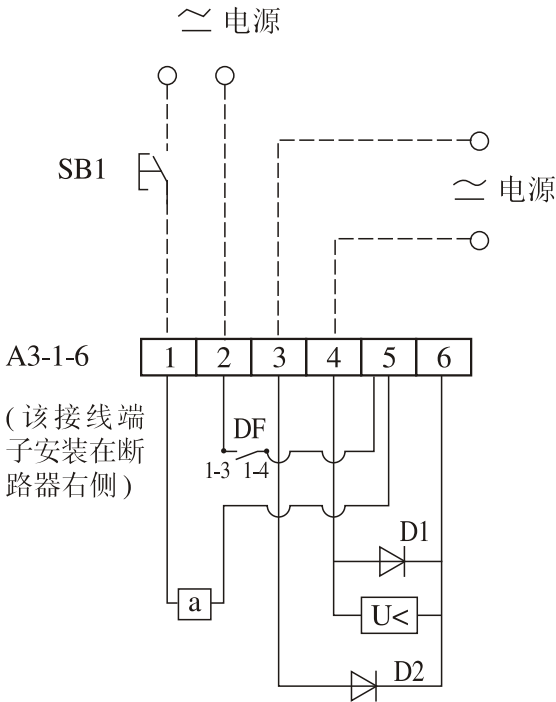 ≃ 电源
SB1
≃ 电源
A3-1-6
1 2 3 4 5 6
(该接线端
子安装在断
路器右侧)
DF
1-3 1-4
D1
a
U<
D2